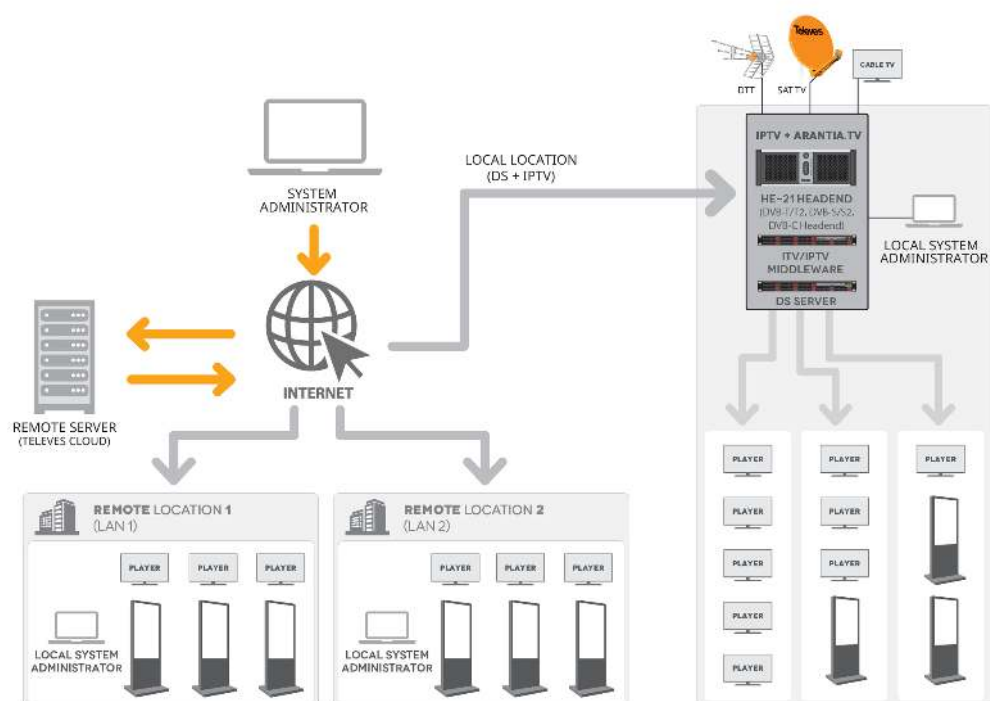 Televes
CABLE TV
DTT
SAT TV
IPTV + ARANTIA.TV
HE-21 HEADEND
(DVB-T/T2, DVB-S/S2,
DVB-C Headend)
ITV/IPTV
MIDDLEWARE
DS SERVER
LOCAL SYSTEM
ADMINISTRATOR
LOCAL LOCATION
(DS + IPTV)
SYSTEM
ADMINISTRATOR
INTERNET
REMOTE SERVER
(TELEVES CLOUD)
REMOTE LOCATION 1
(LAN 1)
PLAYER PLAYER PLAYER
LOCAL SYSTEM
ADMINISTRATOR
REMOTE LOCATION 2
(LAN 2)
PLAYER PLAYER PLAYER
LOCAL SYSTEM
ADMINISTRATOR
PLAYER
PLAYER
PLAYER
PLAYER
PLAYER
PLAYER
PLAYER
PLAYER
PLAYER